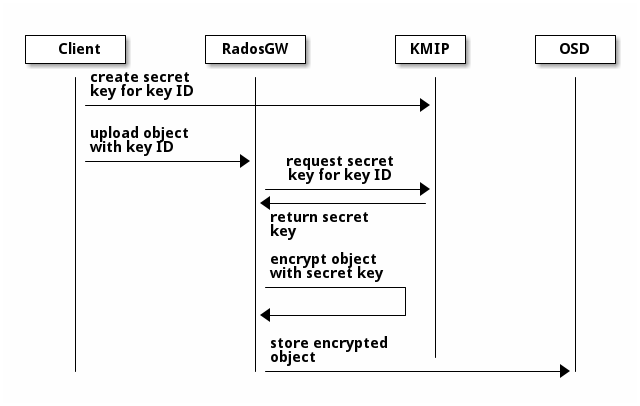 Client
RadosGW
KMIP
OSD
create secret
key for key ID
upload object
with key ID
request secret
key for key ID
return secret
key
encrypt object
with secret key
store encrypted
object